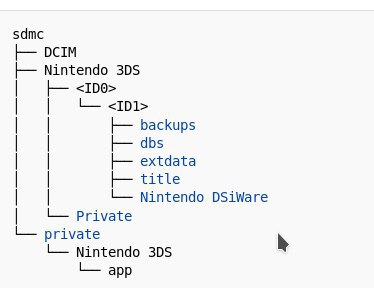 sdmc
├── DCIM
├── Nintendo 3DS
│   ├── <ID0>
│   │   └── <ID1>
│   │       ├── backups
│   │       ├── dbs
│   │       ├── extdata
│   │       ├── title
│   │       └── Nintendo DSiWare
│   └── Private
└── private
    └── Nintendo 3DS
        └── app